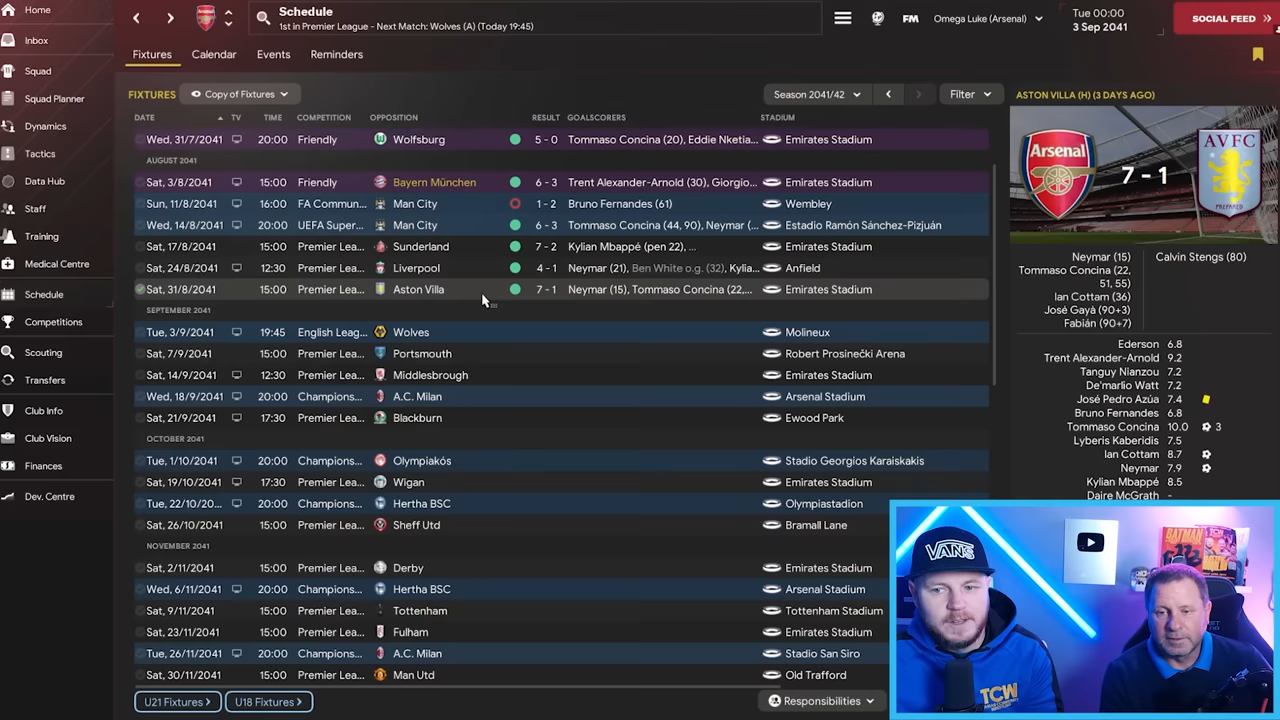 Home
Inbox
Squad
Squad Planner
Dynamics
Tactics
Data Hub
Staff
Training
Medical Centre
Schedule
Competitions
Scouting
Transfers
Club Info
Club Vision
Finances
Dev. Centre
Schedule
1st in Premier League - Next Match: Wolves (A) (Today 19:45)
FM
Omega Luke (Arsenal)
Tue 00:00
3 Sep 2041
SOCIAL FEED
Fixtures Calendar Events Reminders
FIXTURES Copy of Fixtures Season 2041/42 Filter
DATE TV TIME COMPETITION OPPOSITION RESULT GOALSCORERS STADIUM
Wed, 31/7/2041 20:00 Friendly Wolfsburg 5 - 0 Tommaso Concina (20), Eddie Nketia... Emirates Stadium
AUGUST 2041
Sat, 3/8/2041 15:00 Friendly Bayern München 6 - 3 Trent Alexander-Arnold (30), Giorgio... Emirates Stadium
Sun, 11/8/2041 16:00 FA Commun... Man City 1 - 2 Bruno Fernandes (61) Wembley
Wed, 14/8/2041 20:00 UEFA Super... Man City 6 - 3 Tommaso Concina (44, 90), Neymar (... Estadio Ramón Sánchez-Pizjuán
Sat, 17/8/2041 15:00 Premier Lea... Sunderland 7 - 2 Kylian Mbappé (pen 22), ... Emirates Stadium
Sat, 24/8/2041 12:30 Premier Lea... Liverpool 4 - 1 Neymar (21), Ben White o.g. (32), Kylia... Anfield
Sat, 31/8/2041 15:00 Premier Lea... Aston Villa 7 - 1 Neymar (15), Tommaso Concina (22,... Emirates Stadium
SEPTEMBER 2041
Tue, 3/9/2041 19:45 English Leag... Wolves Molineux
Sat, 7/9/2041 15:00 Premier Lea... Portsmouth Robert Prosinečki Arena
Sat, 14/9/2041 12:30 Premier Lea... Middlesbrough Emirates Stadium
Wed, 18/9/2041 20:00 Champions... A.C. Milan Arsenal Stadium
Sat, 21/9/2041 17:30 Premier Lea... Blackburn Ewood Park
OCTOBER 2041
Tue, 1/10/2041 20:00 Champions... Olympiakós Stadio Georgios Karaiskakis
Sat, 19/10/2041 17:30 Premier Lea... Wigan Emirates Stadium
Tue, 22/10/20... 20:00 Champions... Hertha BSC Olympiastadion
Sat, 26/10/2041 15:00 Premier Lea... Sheff Utd Bramall Lane
NOVEMBER 2041
Sat, 2/11/2041 15:00 Premier Lea... Derby Emirates Stadium
Wed, 6/11/2041 20:00 Champions... Hertha BSC Arsenal Stadium
Sat, 9/11/2041 15:00 Premier Lea... Tottenham Tottenham Stadium
Sat, 23/11/2041 15:00 Premier Lea... Fulham Emirates Stadium
Tue, 26/11/2041 20:00 Champions... A.C. Milan Stadio San Siro
Sat, 30/11/2041 15:00 Premier Lea... Man Utd Old Trafford
U21 Fixtures U18 Fixtures Responsibilities
ASTON VILLA (H) (3 DAYS AGO)
Arsenal
7 - 1
AVFC
PREPARED
Neymar (15) Calvin Stengs (80)
Tommaso Concina (22,
51, 55)
Ian Cottam (36)
José Gayà (90+3)
Fabián (90+7)
Ederson 6.8
Trent Alexander-Arnold 9.2
Tanguy Nianzou 7.2
De'marlio Watt 7.2
José Pedro Azúa 7.4
Bruno Fernandes 6.8
Tommaso Concina 10.0 3
Lyberis Kaberidis 7.5
Ian Cottam 8.7
Neymar 7.9
Kylian Mbappé 8.5
Daire McGrath -
VANS
BATMAN
TCW